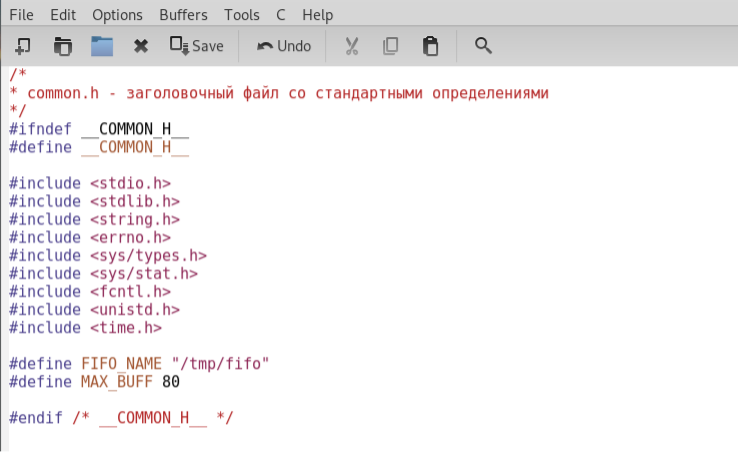 File Edit Options Buffers Tools C Help
Save Undo
/*
* common.h - заголовочный файл со стандартными определениями
*/
#ifndef __COMMON_H__
#define __COMMON_H__
#include <stdio.h>
#include <stdlib.h>
#include <string.h>
#include <errno.h>
#include <sys/types.h>
#include <sys/stat.h>
#include <fcntl.h>
#include <unistd.h>
#include <time.h>
#define FIFO_NAME "/tmp/fifo"
#define MAX_BUFF 80
#endif /* __COMMON_H__ */